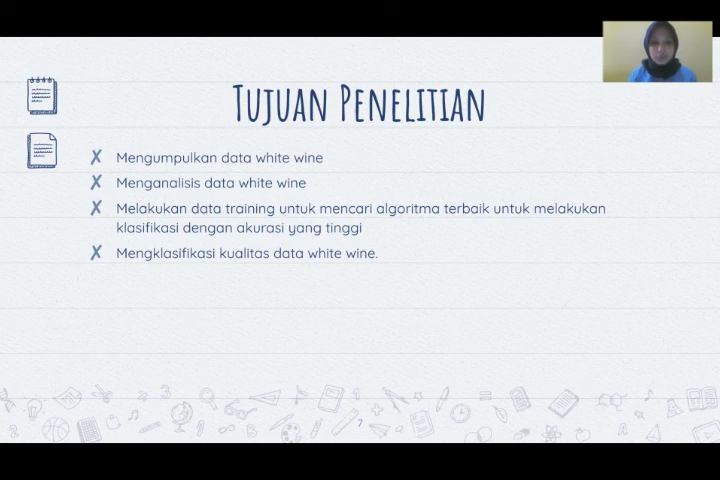 Tujuan Penelitian
✗ Mengumpulkan data white wine
✗ Menganalisis data white wine
✗ Melakukan data training untuk mencari algoritma terbaik untuk melakukan
klasifikasi dengan akurasi yang tinggi
✗ Mengklasifikasi kualitas data white wine.
7